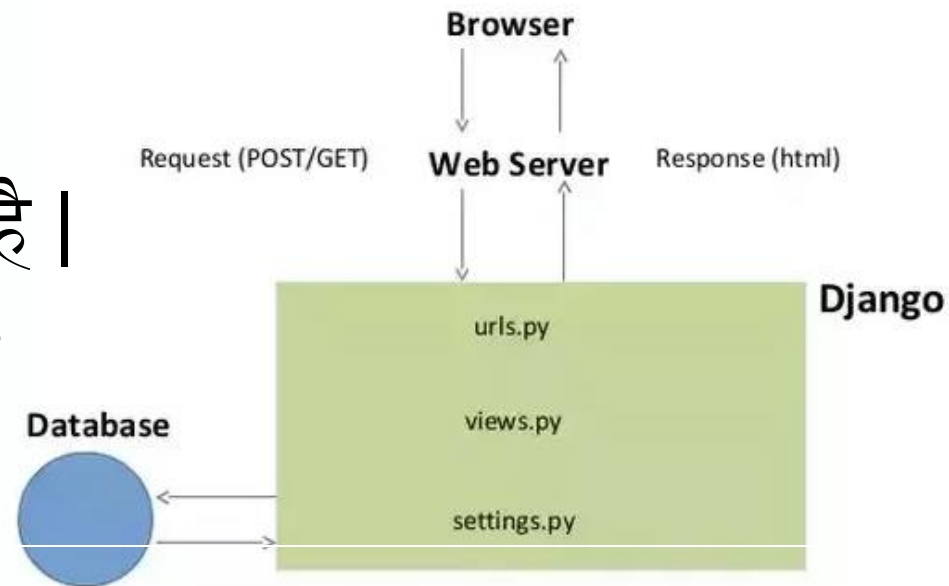 Browser
Request (POST/GET)
Web Server
Response (html)
Django
urls.py
views.py
Database
settings.py